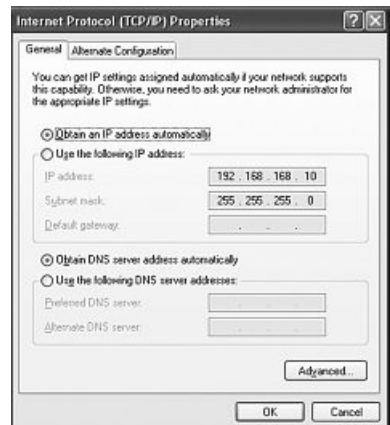 Internet Protocol (TCP/IP) Properties
General
Alternate Configuration
You can get IP settings assigned automatically if your network supports
this capability. Otherwise, you need to ask your network administrator for
the appropriate IP settings.
Obtain an IP address automatically
Use the following IP address:
IP address: 192 . 168 . 168 . 10
Subnet mask: 255 . 255 . 255 . 0
Default gateway: . . .
Obtain DNS server address automatically
Use the following DNS server addresses:
Preferred DNS server: . . .
Alternate DNS server: . . .
Advanced...
OK
Cancel